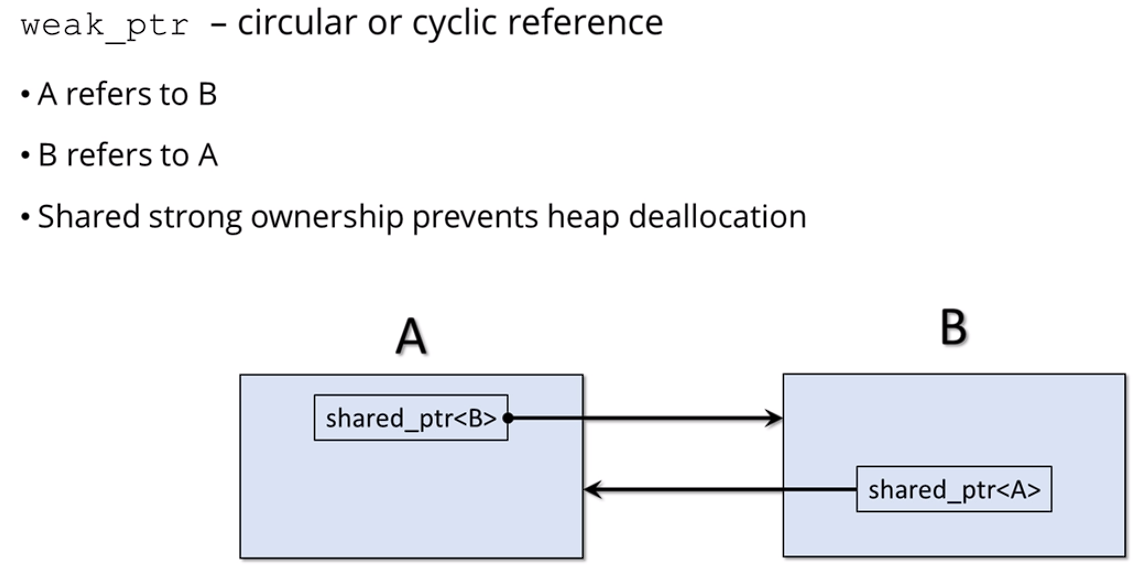 weak_ptr – circular or cyclic reference
• A refers to B
• B refers to A
• Shared strong ownership prevents heap deallocation
A
B
shared_ptr<B>
shared_ptr<A>